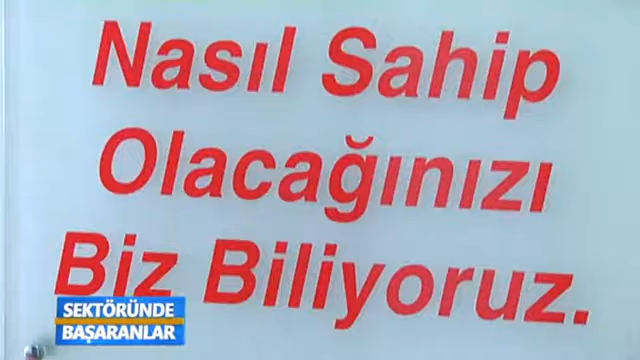 Nasıl Sahip
Olacağınızı
Biz Biliyoruz.
SEKTÖRÜNDE
BAŞARANLAR